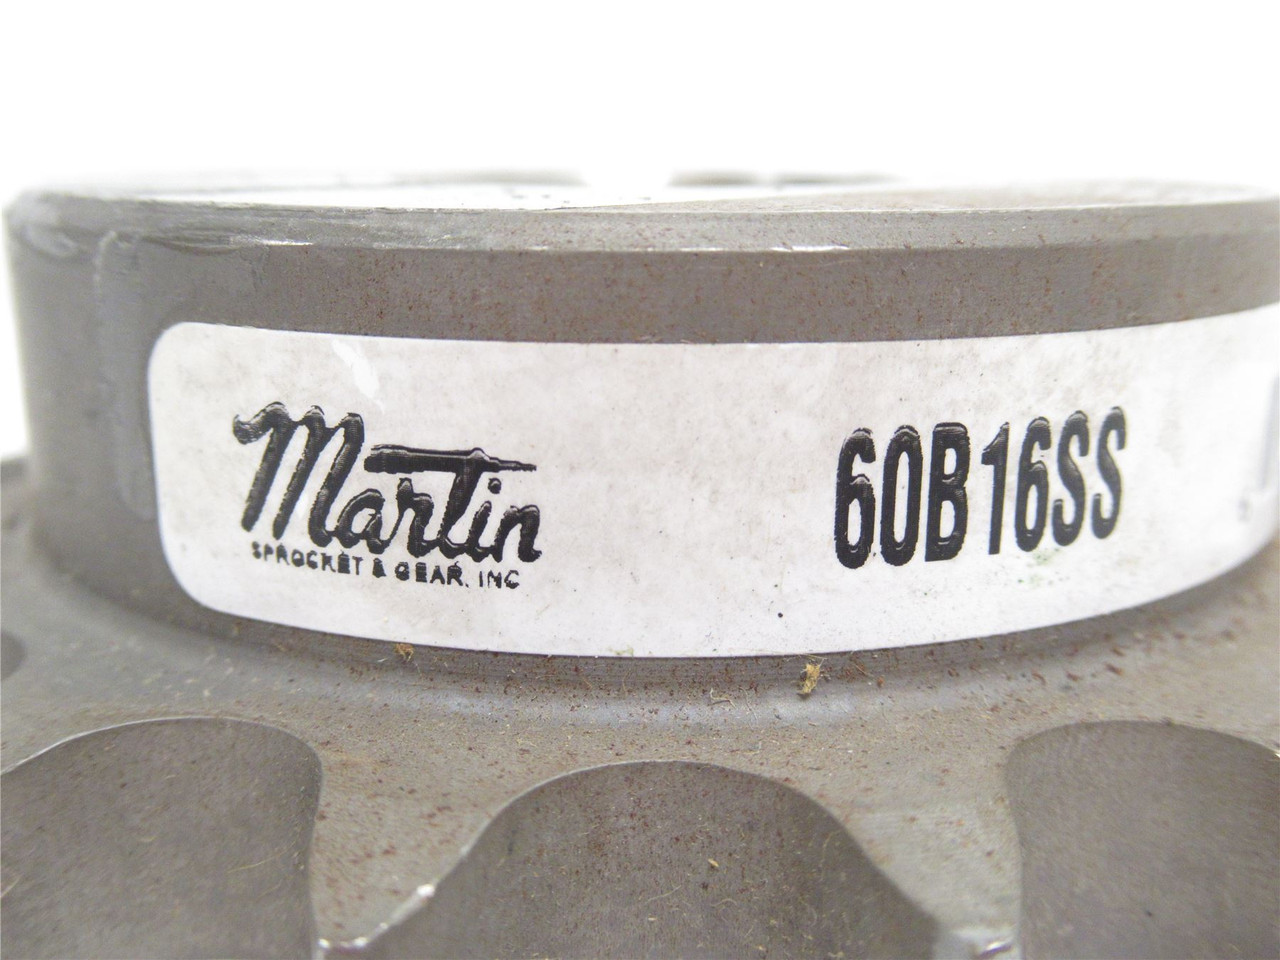 Martin
SPROCKET & GEAR, INC
60B16SS